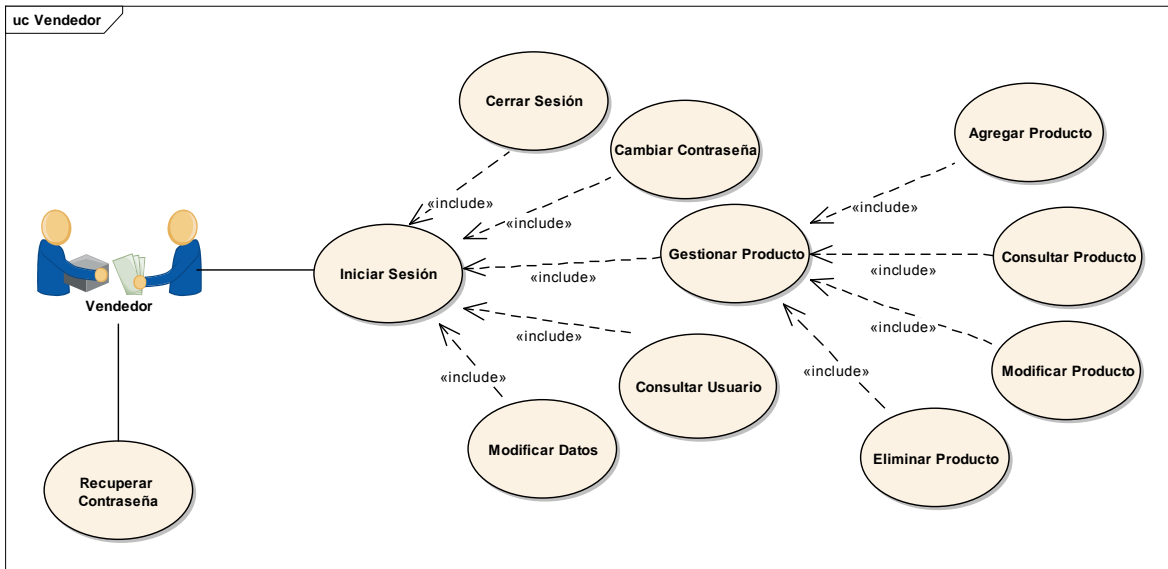 uc Vendedor
Cerrar Sesión
Cambiar Contraseña
Agregar Producto
«include»
«include»
«include»
Gestionar Producto
Iniciar Sesión
«include»
«include»
Consultar Producto
Vendedor
«include»
«include»
«include»
«include»
Modificar Producto
Consultar Usuario
Modificar Datos
Eliminar Producto
Recuperar
Contraseña